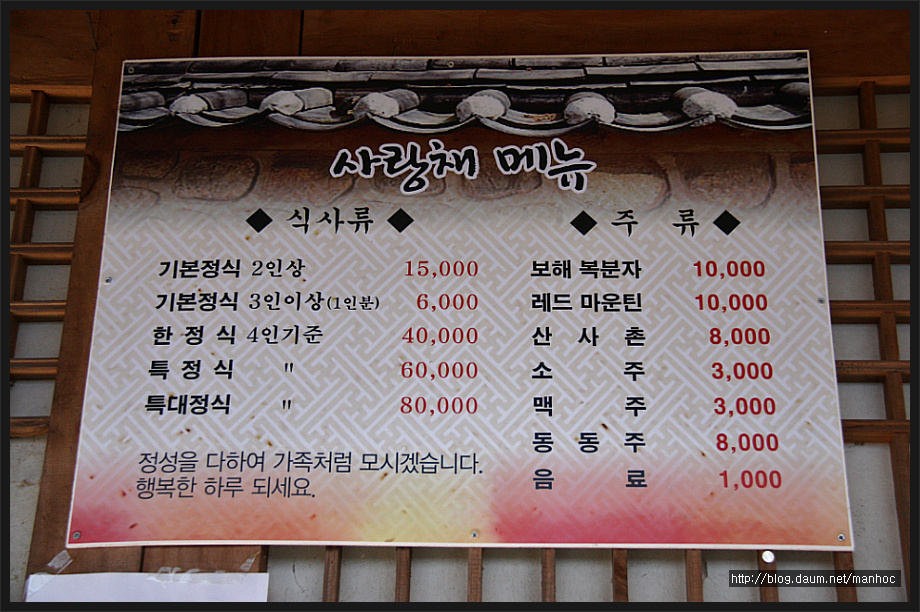 사랑채 메뉴
◆ 식사류 ◆
기본정식 2인상 15,000
기본정식 3인이상(1인분) 6,000
한 정 식 4인기준 40,000
특 정 식 〃 60,000
특대정식 〃 80,000
정성을 다하여 가족처럼 모시겠습니다.
행복한 하루 되세요.
◆ 주 류 ◆
보해 복분자 10,000
레드 마운틴 10,000
산 사 촌 8,000
소 주 3,000
맥 주 3,000
동 동 주 8,000
음 료 1,000
http://blog.daum.net/manhoc